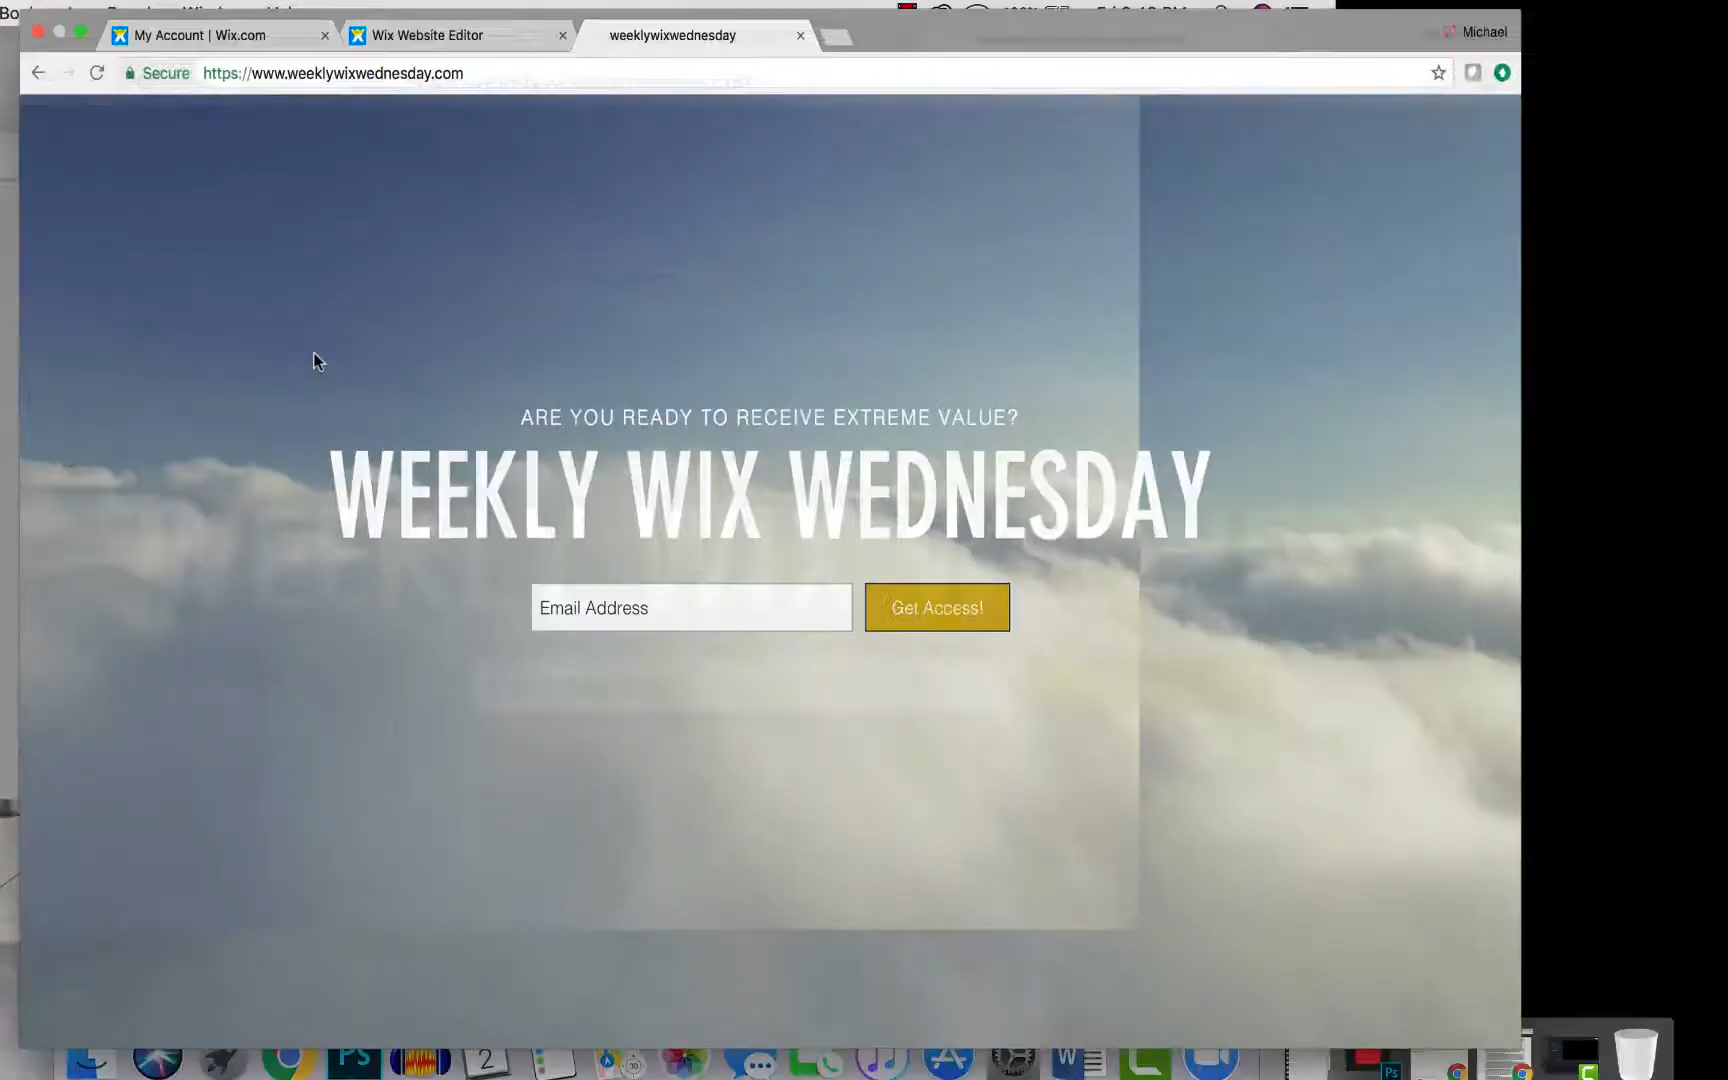 Michael
My Account | Wix.com
Wix Website Editor
weeklywixwednesday
Secure
https://www.weeklywixwednesday.com
ARE YOU READY TO RECEIVE EXTREME VALUE?
WEEKLY WIX WEDNESDAY
Email Address
Get Access!
2